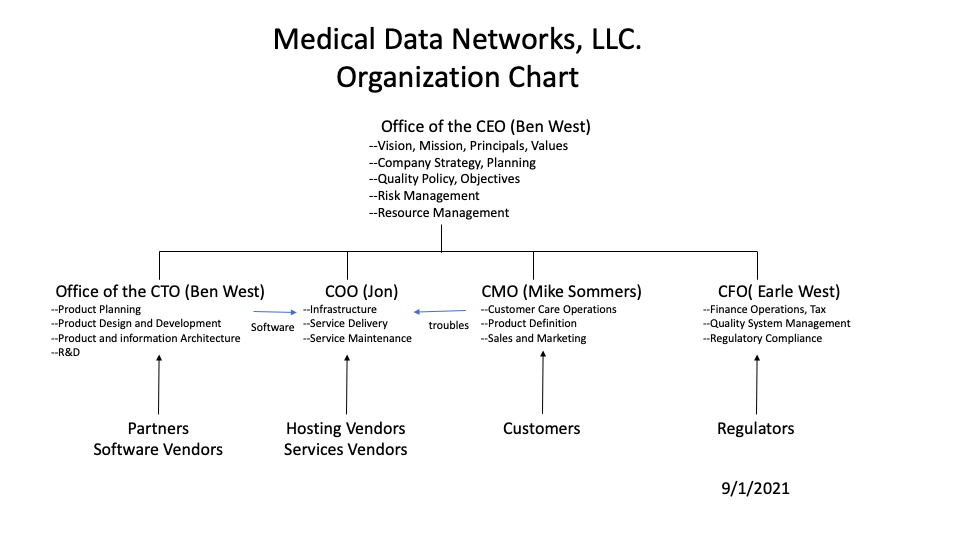 Medical Data Networks, LLC.
Organization Chart
Office of the CEO (Ben West)
--Vision, Mission, Principals, Values
--Company Strategy, Planning
--Quality Policy, Objectives
--Risk Management
--Resource Management
Office of the CTO (Ben West)
--Product Planning
--Product Design and Development
--Product and information Architecture
--R&D
Software
COO (Jon)
--Infrastructure
--Service Delivery
--Service Maintenance
troubles
CMO (Mike Sommers)
--Customer Care Operations
--Product Definition
--Sales and Marketing
CFO( Earle West)
--Finance Operations, Tax
--Quality System Management
--Regulatory Compliance
Partners
Software Vendors
Hosting Vendors
Services Vendors
Customers
Regulators
9/1/2021